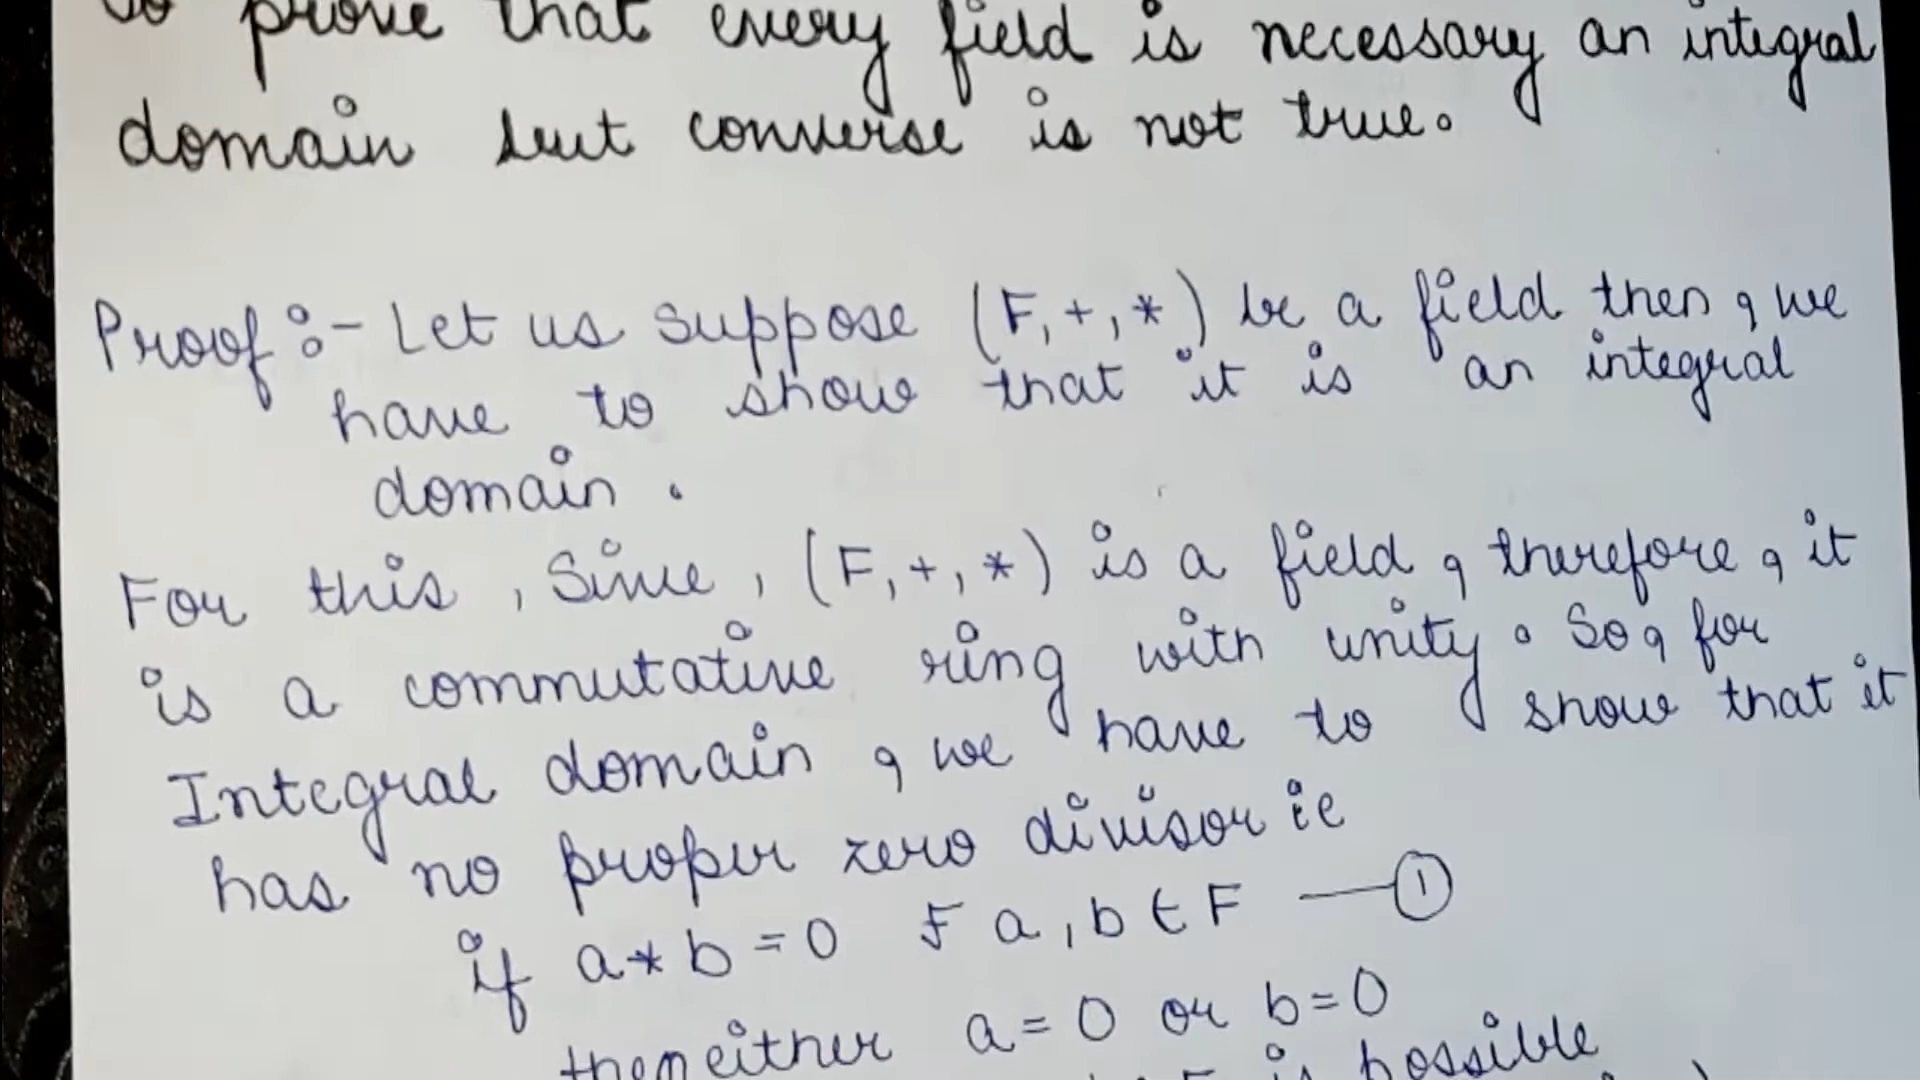 To prove that every field is necessary an integral
domain but converse is not true.
Proof :- Let us suppose (F, +, *) be a field then, we
have to show that it is an integral
domain.
For this, Since, (F, +, *) is a field, therefore, it
is a commutative ring with unity. So, for
Integral domain, we have to show that it
has no proper zero divisor ie
if a * b = 0 ∀ a, b ∈ F — ①
then either a = 0 or b = 0
is possible